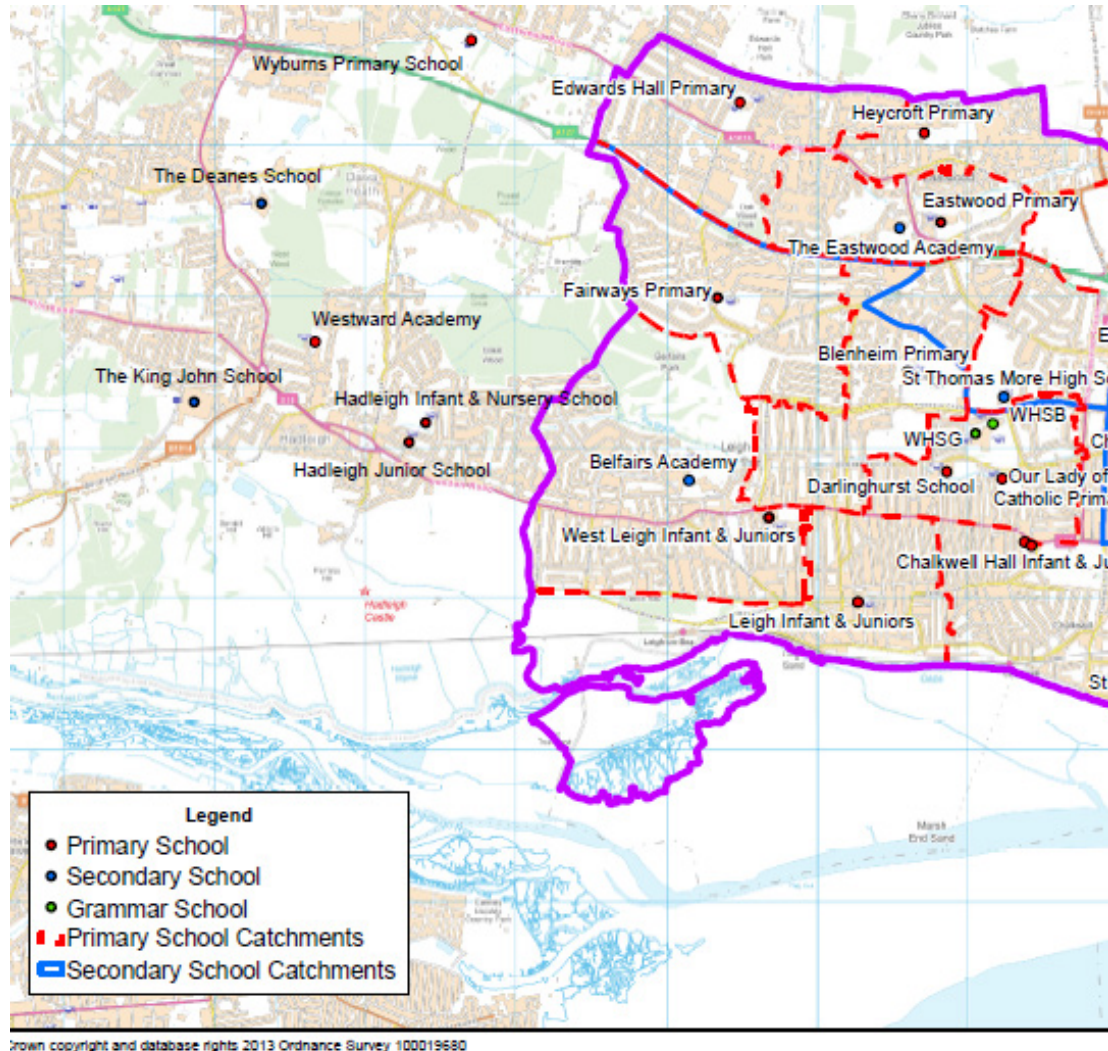 Wyburns Primary School
Edwards Hall Primary
Heycroft Primary
The Deanes School
Eastwood Primary
The Eastwood Academy
Fairways Primary
Westward Academy
Blenheim Primary
The King John School
St Thomas More High Sc
Hadleigh Infant & Nursery School
WHSB
WHSG
Hadleigh Junior School
Belfairs Academy
Our Lady of
Darlinghurst School
Catholic Prima
West Leigh Infant & Juniors
Chalkwell Hall Infant & Ju
Hadleigh
Castle
Leigh Infant & Juniors
St
Marsh
End Sand
Legend
Primary School
Secondary School
Grammar School
Primary School Catchments
Secondary School Catchments
Crown copyright and database rights 2013 Ordnance Survey 100019680